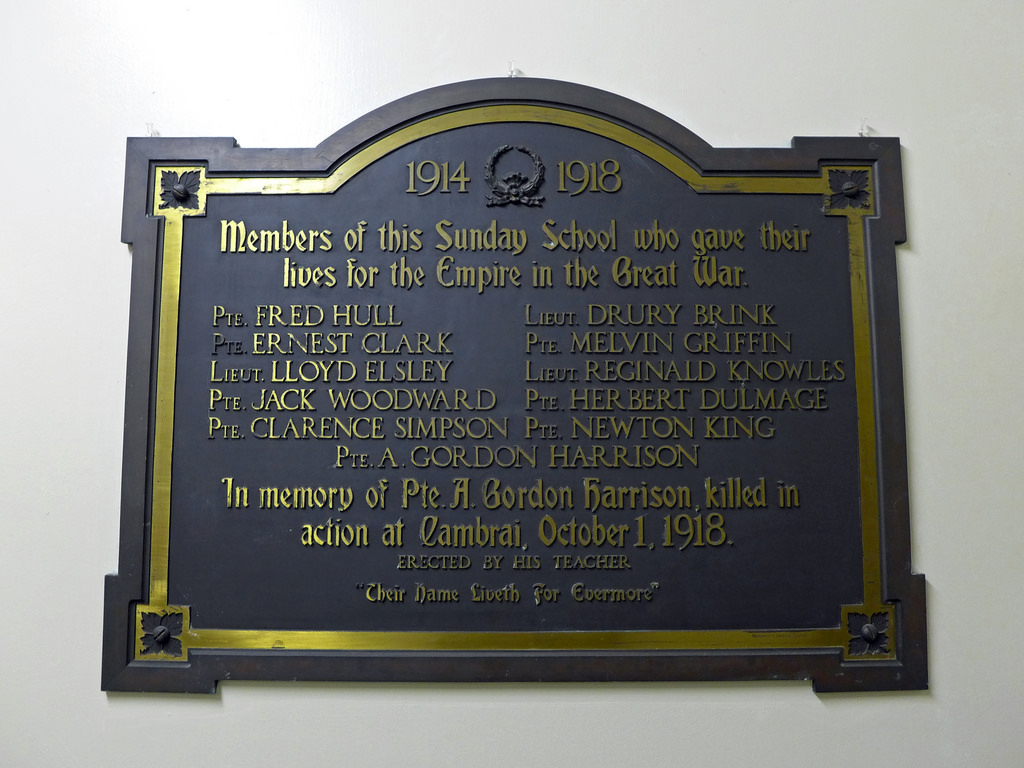 1914 1918
Members of this Sunday School who gave their
lives for the Empire in the Great War.
Pte. FRED HULL
Pte. ERNEST CLARK
Lieut. LLOYD ELSLEY
Pte. JACK WOODWARD
Pte. CLARENCE SIMPSON
Lieut. DRURY BRINK
Pte. MELVIN GRIFFIN
Lieut. REGINALD KNOWLES
Pte. HERBERT DULMAGE
Pte. NEWTON KING
Pte. A. GORDON HARRISON
In memory of Pte. A. Gordon Harrison, killed in
action at Cambrai, October 1, 1918.
ERECTED BY HIS TEACHER
"Their Name Liveth For Evermore"